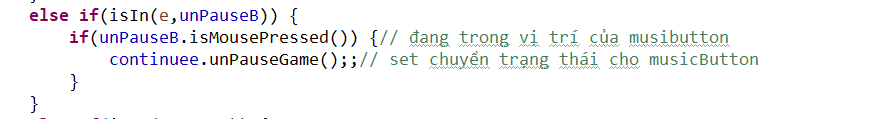 else if(isIn(e,unPauseB)) {
if(unPauseB.isMousePressed()) {// đang trong vị trí của musibutton
continuee.unPauseGame();;// set chuyển trạng thái cho musicButton
}
}